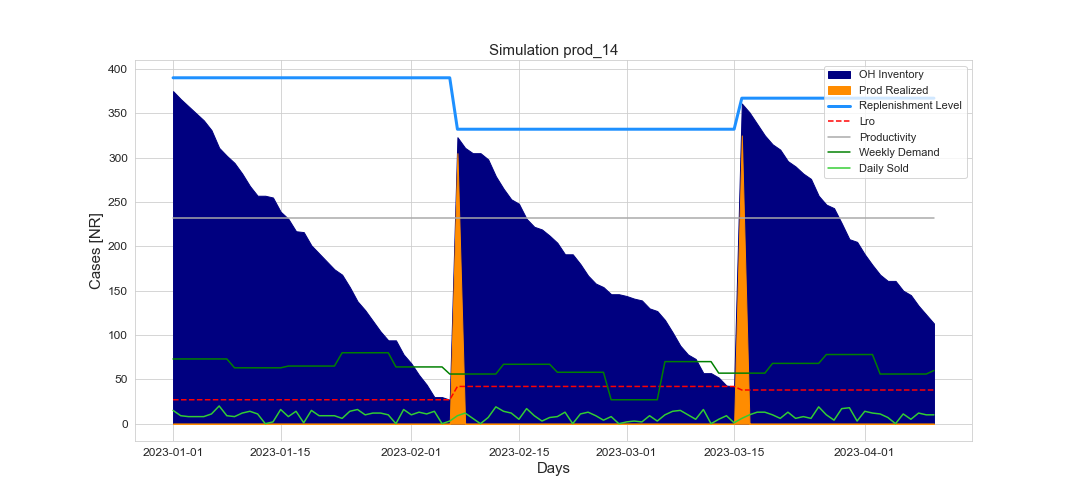 Simulation prod_14
400
350
300
250
200
150
100
50
0
Cases [NR]
OH Inventory
Prod Realized
Replenishment Level
Lro
Productivity
Weekly Demand
Daily Sold
2023-01-01 2023-01-15 2023-02-01 2023-02-15 2023-03-01 2023-03-15 2023-04-01
Days